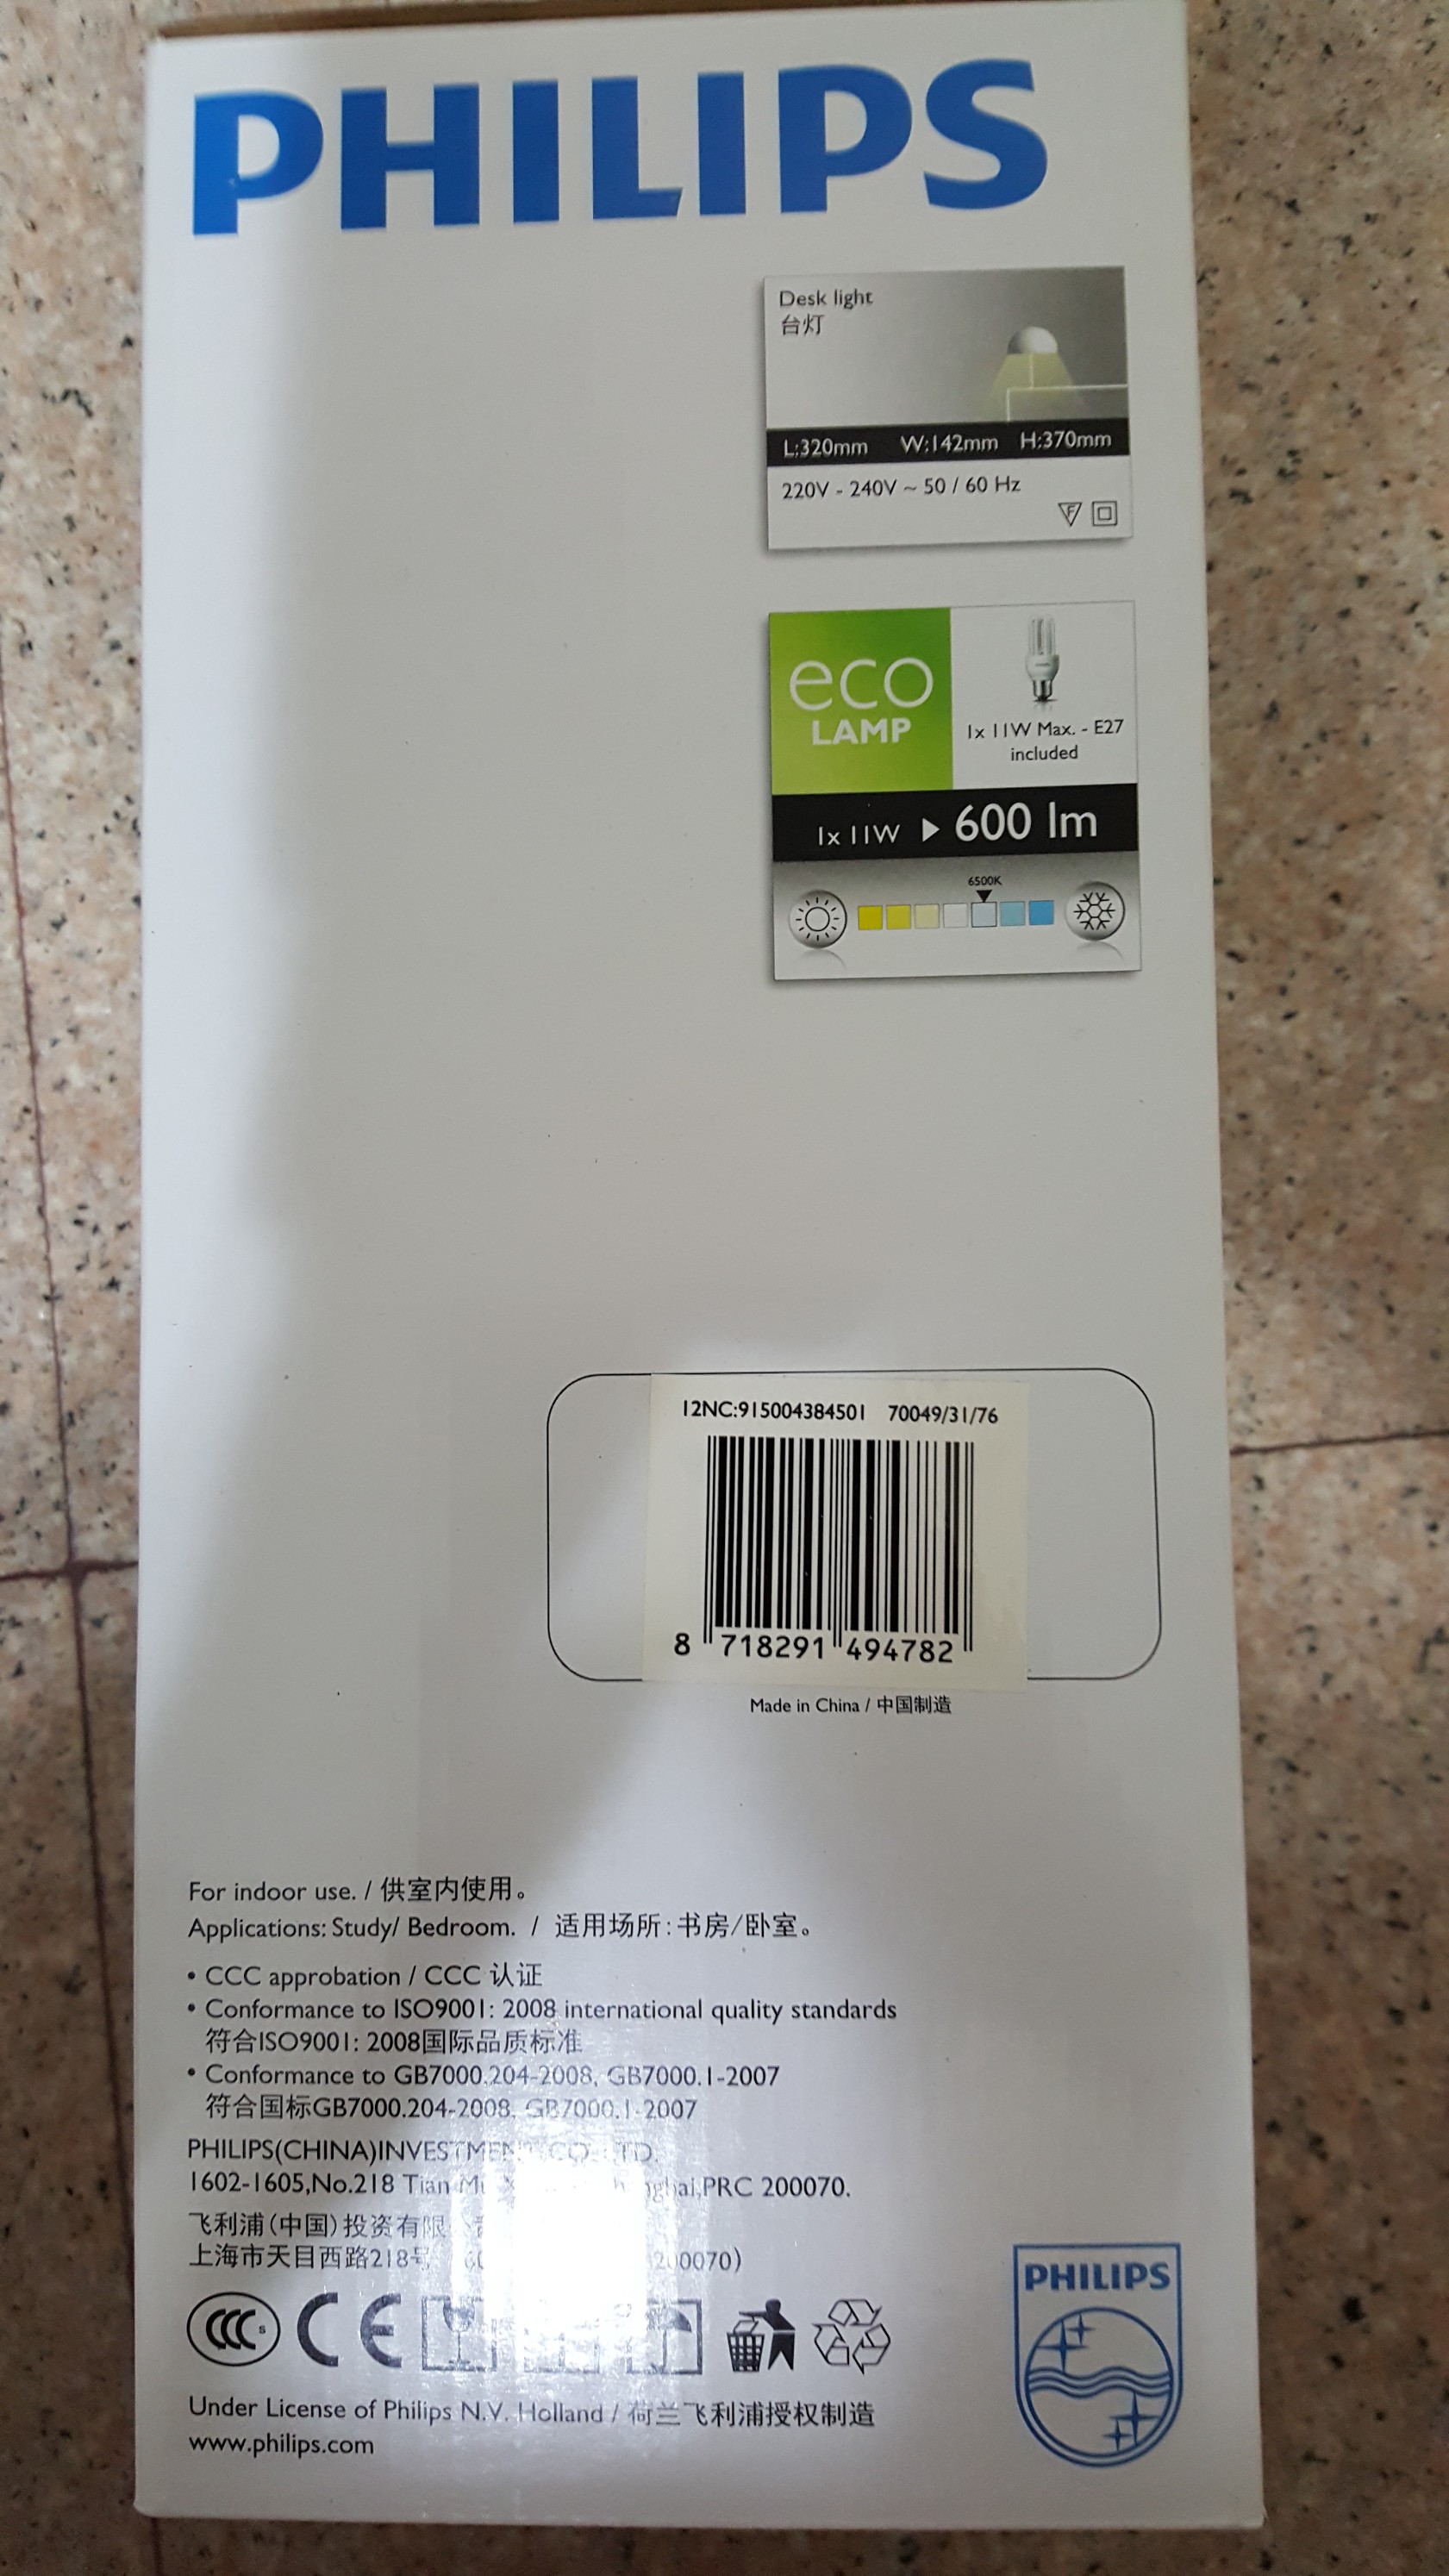 PHILIPS
Desk light
台灯
L:320mm W:142mm H:370mm
220V - 240V ~ 50 / 60 Hz
F
eco
LAMP
1x 11W Max. - E27
included
1x 11W ▶ 600 lm
6500K
12NC:915004384501 70049/31/76
8 718291 494782
Made in China / 中国制造
For indoor use. / 供室内使用。
Applications: Study/ Bedroom. / 适用场所:书房/卧室。
• CCC approbation / CCC 认证
• Conformance to ISO9001: 2008 international quality standards
符合ISO9001: 2008国际品质标准
• Conformance to GB7000.204-2008, GB7000.1-2007
符合国标GB7000.204-2008, GB7000.1-2007
PHILIPS(CHINA)INVESTMENT CO., LTD.
1602-1605,No.218 Tian Shanghai,PRC 200070.
飞利浦(中国)投资有限
上海市天目西路218号 200070)
CCC S CE
Under License of Philips N.V. Holland / 荷兰飞利浦授权制造
www.philips.com
PHILIPS